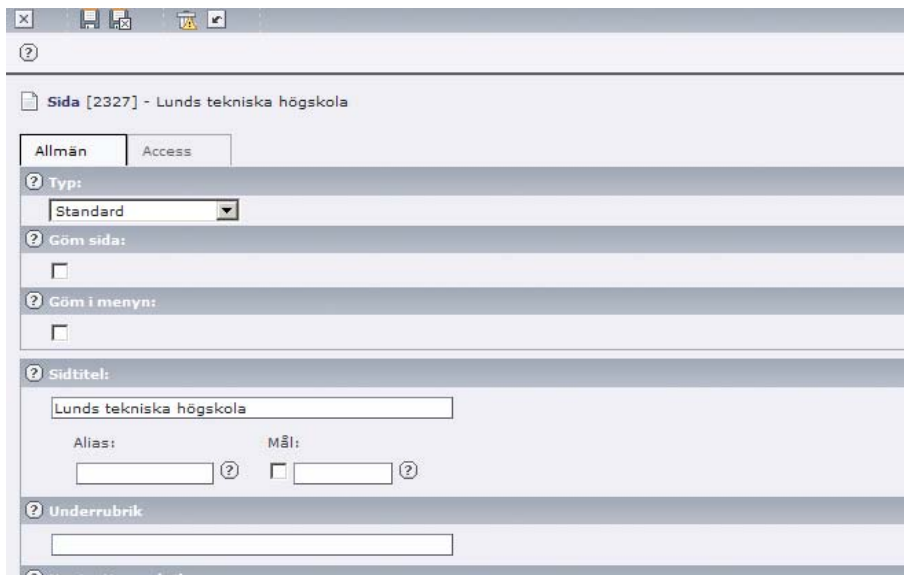 Sida [2327] - Lunds tekniska högskola
Allmän Access
Typ:
Standard
Göm sida:
Göm i menyn:
Sidtitel:
Lunds tekniska högskola
Alias: Mål:
Underrubrik